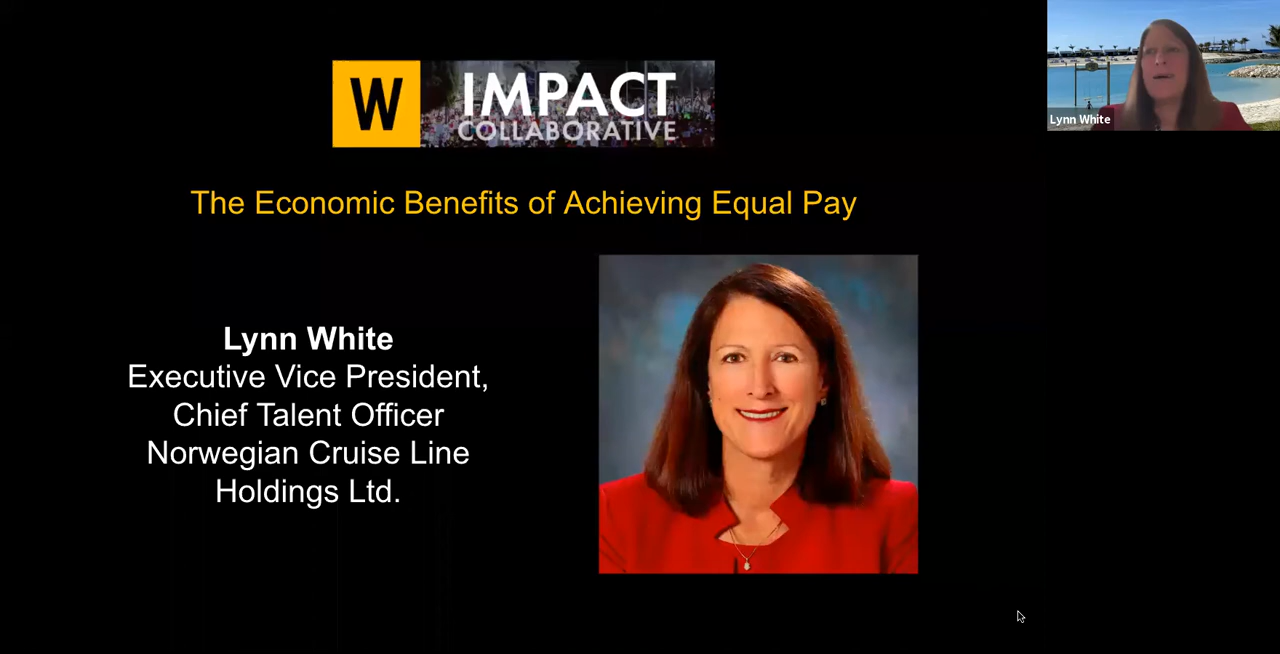 W IMPACT
COLLABORATIVE
Lynn White
The Economic Benefits of Achieving Equal Pay
Lynn White
Executive Vice President,
Chief Talent Officer
Norwegian Cruise Line
Holdings Ltd.